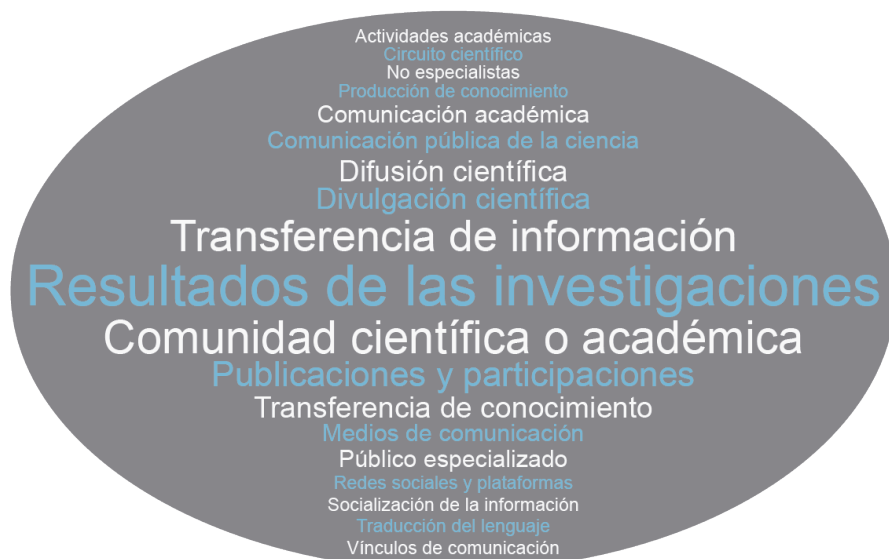 Actividades académicas
Circuito científico
No especialistas
Producción de conocimiento
Comunicación académica
Comunicación pública de la ciencia
Difusión científica
Divulgación científica
Transferencia de información
Resultados de las investigaciones
Comunidad científica o académica
Publicaciones y participaciones
Transferencia de conocimiento
Medios de comunicación
Público especializado
Redes sociales y plataformas
Socialización de la información
Traducción del lenguaje
Vínculos de comunicación